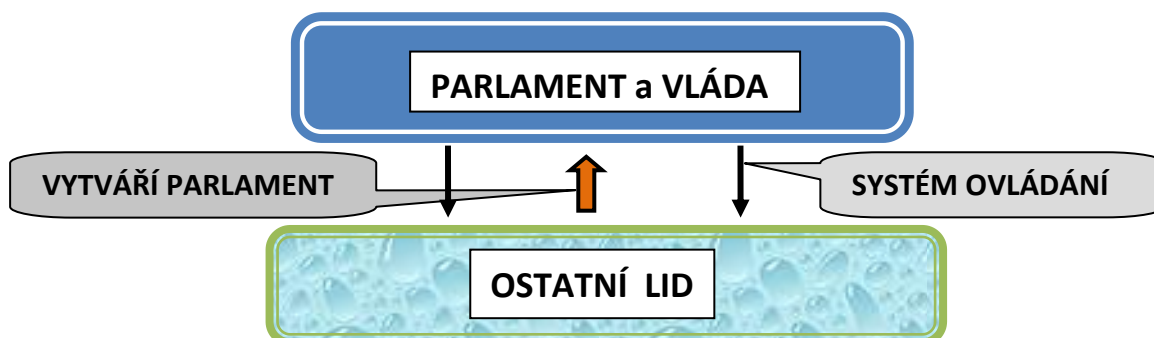 PARLAMENT a VLÁDA
VYTVÁŘÍ PARLAMENT
SYSTÉM OVLÁDÁNÍ
OSTATNÍ LID